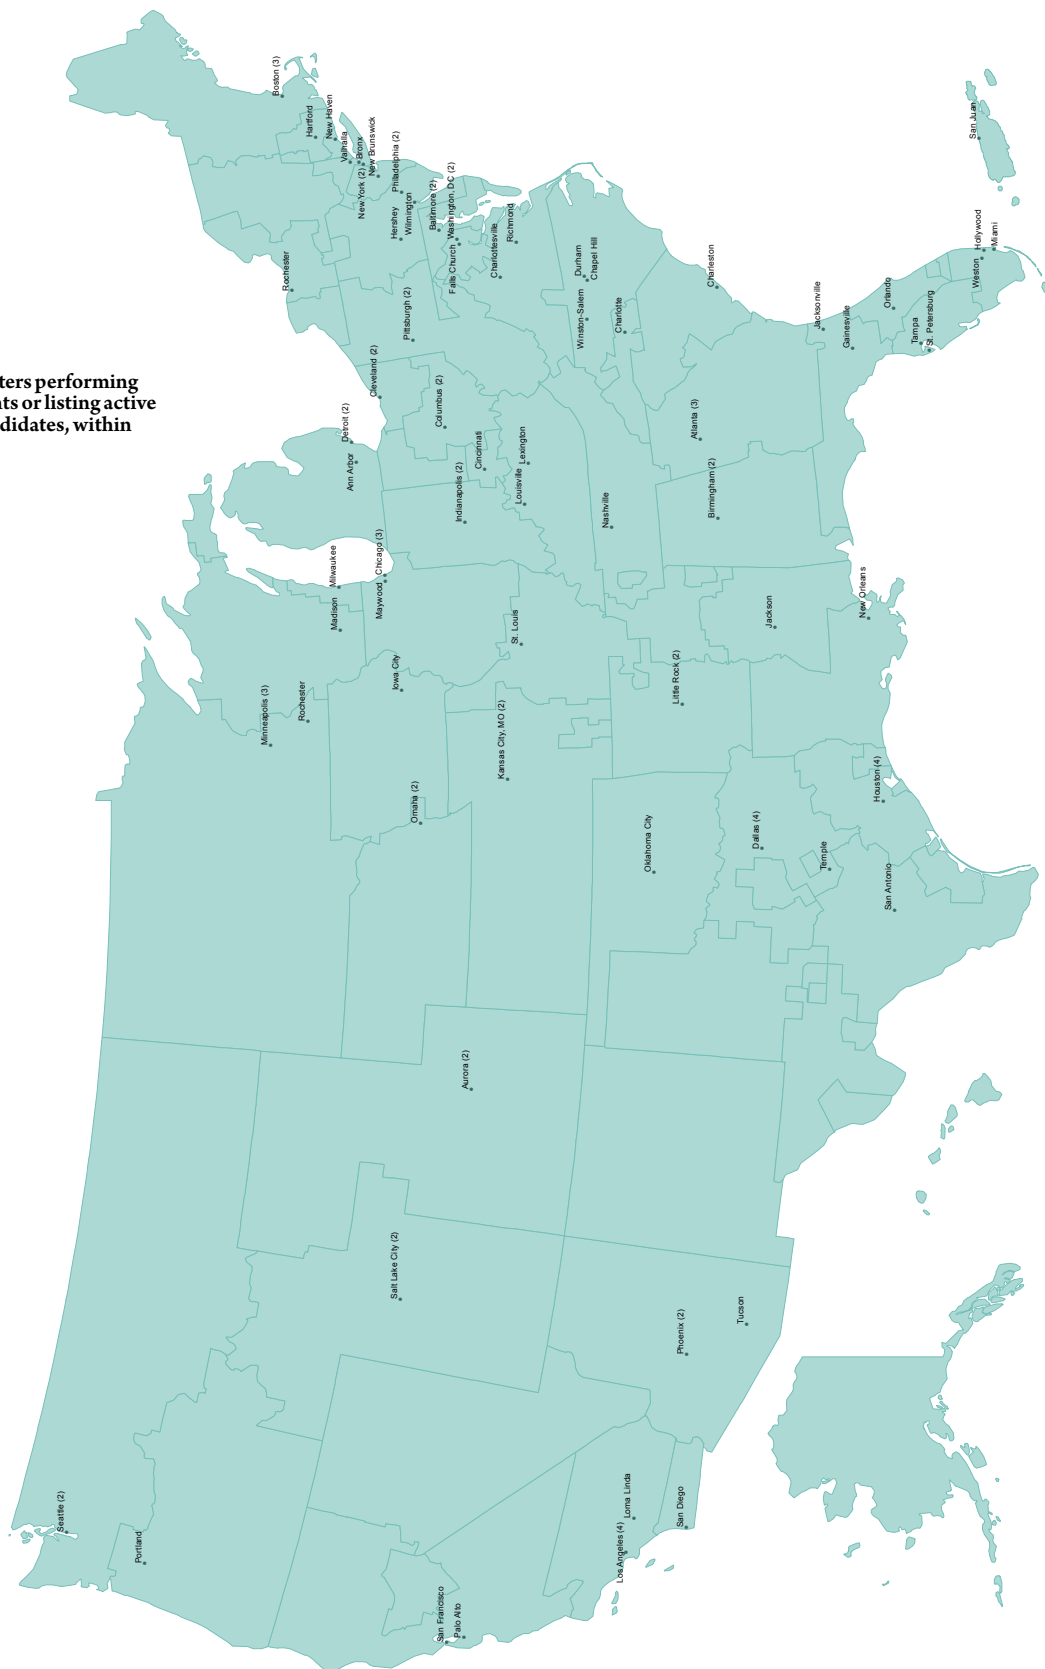 ters performing
ts or listing active
didates, within
Seattle (2)
Portland
San Francisco
Palo Alto
Los Angeles (4)
Loma Linda
San Diego
Salt Lake City (2)
Phoenix (2)
Tucson
Aurora (2)
Minneapolis (3)
Rochester
Omaha (2)
Iowa City
Kansas City, MO (2)
Oklahoma City
Dallas (4)
Temple
San Antonio
Houston (4)
Little Rock (2)
St. Louis
Madison
Milwaukee
Maywood
Chicago (3)
Jackson
New Orleans
Ann Arbor
Detroit (2)
Indianapolis (2)
Cincinnati
Columbus (2)
Cleveland (2)
Louisville
Lexington
Nashville
Birmingham (2)
Atlanta (3)
Rochester
Pittsburgh (2)
Hershey
Wilmington
Philadelphia (2)
New Brunswick
New York (2)
Bronx
Valhalla
Hartford
New Haven
Boston (3)
Baltimore (2)
Washington, DC (2)
Falls Church
Charlottesville
Richmond
Winston-Salem
Durham
Chapel Hill
Charlotte
Charleston
Jacksonville
Gainesville
Orlando
Tampa
St. Petersburg
Weston
Hollywood
Miami
San Juan